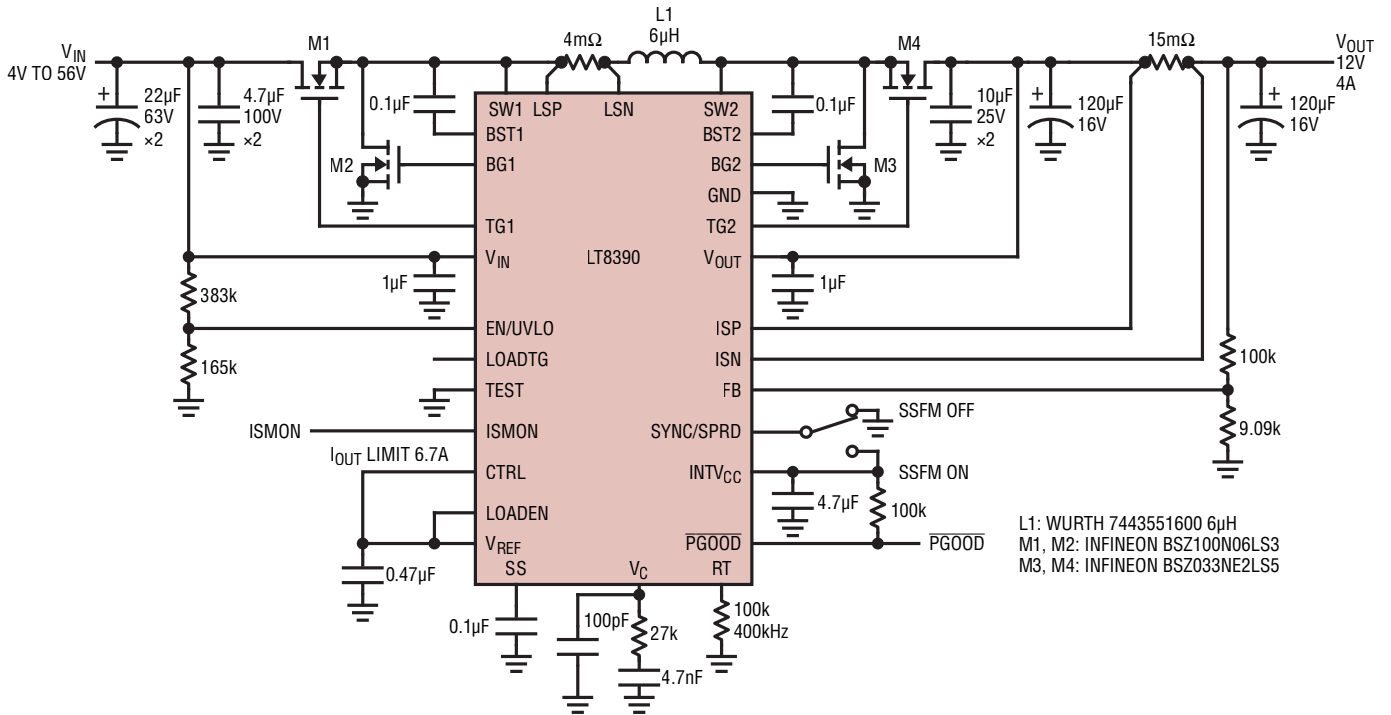 L1
6µH
V_IN
4V TO 56V
M1
4mΩ
M4
15mΩ
V_OUT
12V
4A
+
22µF
63V
×2
4.7µF
100V
×2
0.1µF
SW1
LSP
LSN
SW2
0.1µF
10µF
25V
×2
+
120µF
16V
+
120µF
16V
BST1
BST2
M2
BG1
BG2
M3
GND
TG1
TG2
V_IN
LT8390
V_OUT
1µF
1µF
383k
EN/UVLO
ISP
LOADTG
ISN
100k
165k
TEST
FB
SSFM OFF
ISMON
ISMON
SYNC/SPRD
9.09k
I_OUT LIMIT 6.7A
CTRL
INTV_CC
SSFM ON
4.7µF
100k
LOADEN
V_REF
PGOOD
PGOOD
L1: WURTH 7443551600 6µH
M1, M2: INFINEON BSZ100N06LS3
M3, M4: INFINEON BSZ033NE2LS5
0.47µF
SS
V_C
RT
0.1µF
100pF
27k
100k
400kHz
4.7nF